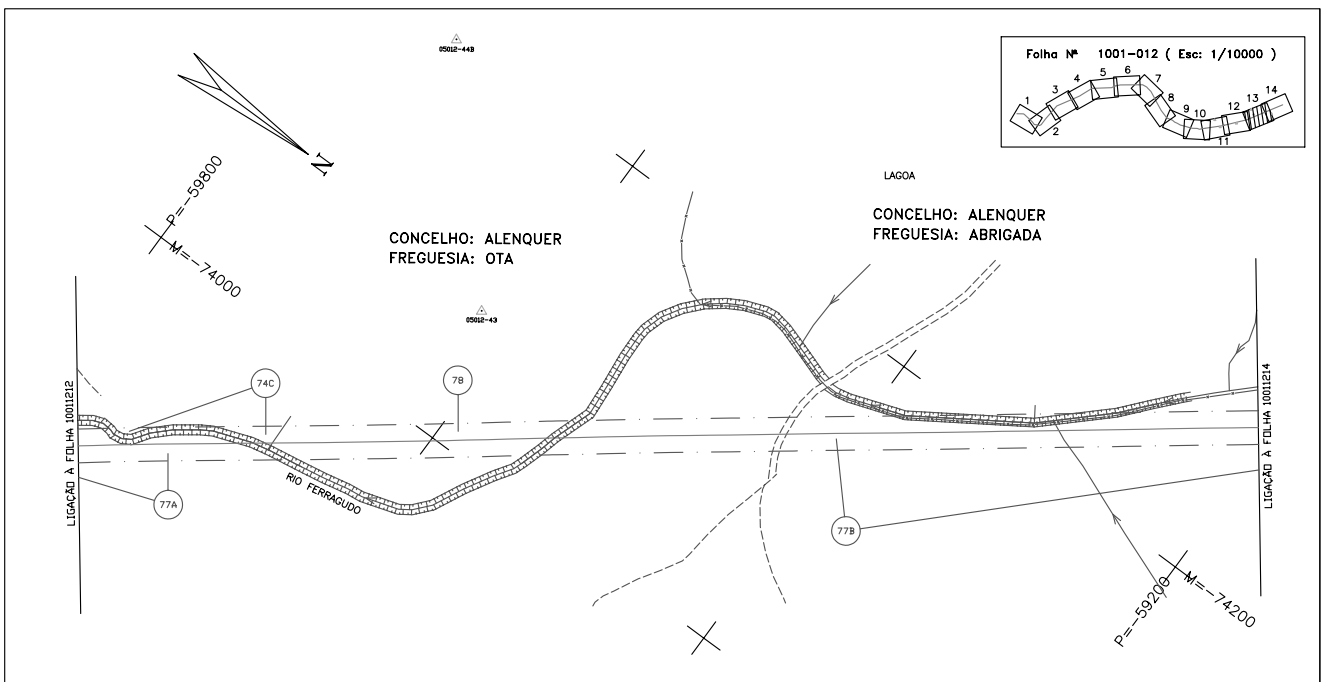 05012-44B
Folha Nº 1001-012 ( Esc: 1/10000 )
1
2
3
4
5
6
7
8
9
10
11
12
13
14
N
P=-59800
M=-74000
CONCELHO: ALENQUER
FREGUESIA: OTA
LAGOA
CONCELHO: ALENQUER
FREGUESIA: ABRIGADA
05012-43
LIGAÇÃO À FOLHA 10011212
74C
78
77A
RIO FERRAGUDO
77B
LIGAÇÃO À FOLHA 10011214
P=-59200
M=-74200